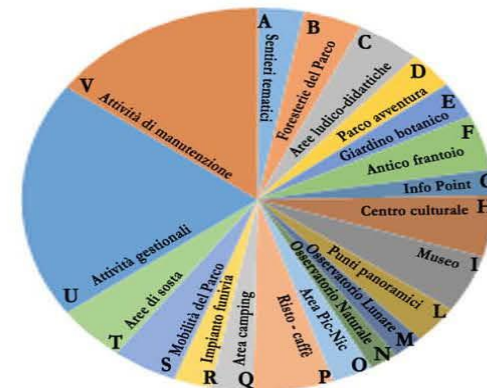 A
Sentieri tematici
B
Foresterie del Parco
C
Aree ludico-didattiche
D
Parco avventura
E
Giardino botanico
F
Antico frantoio
G
Info Point
H
Centro culturale
I
Museo
L
Punti panoramici
M
Osservatorio Lunare
N
Osservatorio Naturale
O
Area Pic-Nic
P
Risto - caffè
Q
Area camping
R
Impianto funivia
S
Mobilità del Parco
T
Aree di sosta
U
Attività gestionali
V
Attività di manutenzione